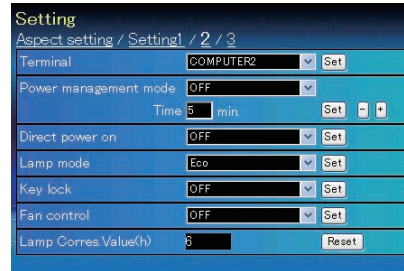 Setting
Aspect setting / Setting1 / 2 / 3
Terminal COMPUTER2 Set
Power management mode OFF
Time 5 min. Set - +
Direct power on OFF Set
Lamp mode Eco Set
Key lock OFF Set
Fan control OFF Set
Lamp Corres.Value(h) 6 Reset